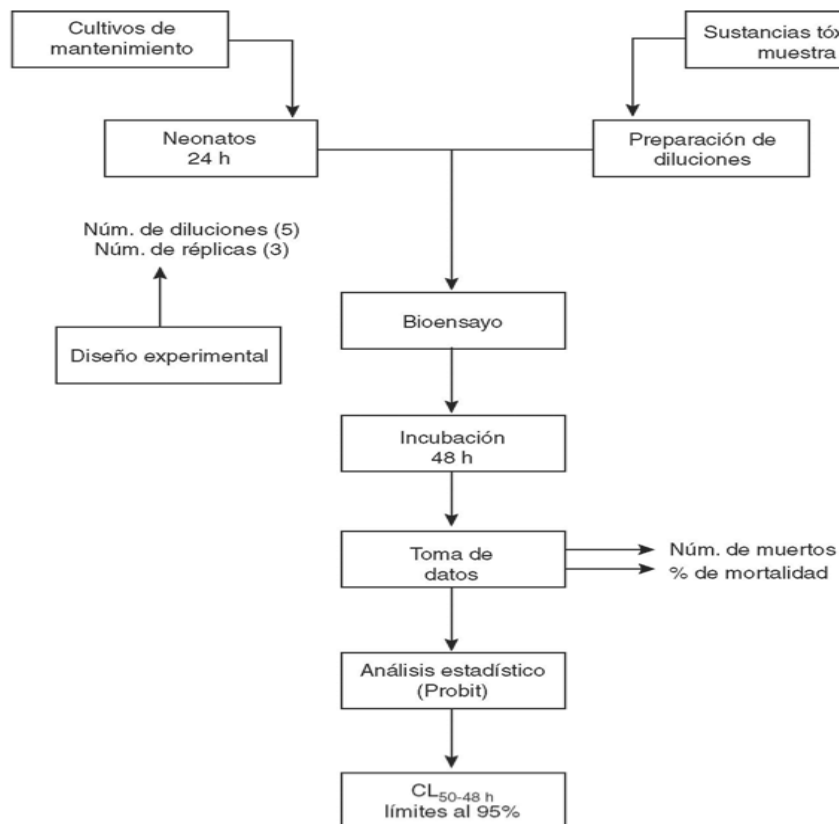 Cultivos de
mantenimiento
Sustancias
muestra
Neonatos
24 h
Preparación de
diluciones
Núm. de diluciones (5)
Núm. de réplicas (3)
Diseño experimental
Bioensayo
Incubación
48 h
Toma de
datos
Núm. de muertos
% de mortalidad
Análisis estadístico
(Probit)
CL50-48 h
límites al 95%